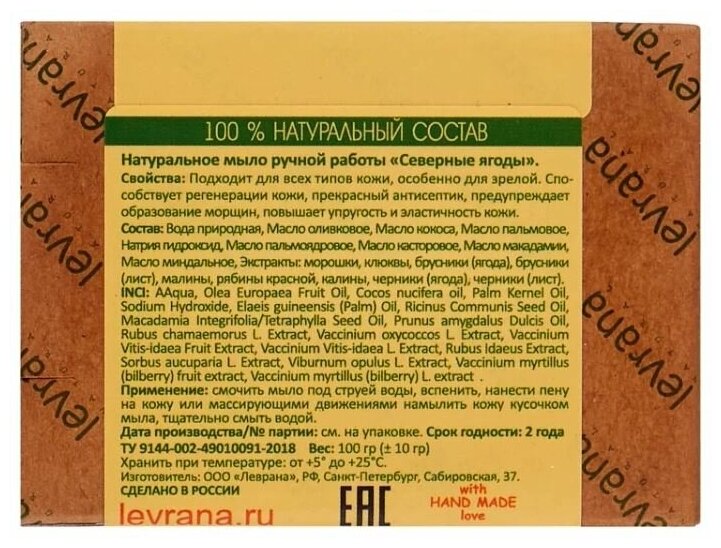 100 % НАТУРАЛЬНЫЙ СОСТАВ
Натуральное мыло ручной работы «Северные ягоды».
Свойства: Подходит для всех типов кожи, особенно для зрелой. Спо-
собствует регенерации кожи, прекрасный антисептик, предупреждает
образование морщин, повышает упругость и эластичность кожи.
Состав: Вода природная, Масло оливковое, Масло кокоса, Масло пальмовое,
Натрия гидроксид, Масло пальмоядровое, Масло касторовое, Масло макадамии,
Масло миндальное, Экстракты: морошки, клюквы, брусники (ягода), брусники
(лист), малины, рябины красной, калины, черники (ягода), черники (лист).
INCI: AAqua, Olea Europaea Fruit Oil, Cocos nucifera oil, Palm Kernel Oil,
Sodium Hydroxide, Elaeis guineensis (Palm) Oil, Ricinus Communis Seed Oil,
Macadamia Integrifolia/Tetraphylla Seed Oil, Prunus amygdalus Dulcis Oil,
Rubus chamaemorus L. Extract, Vaccinium oxycoccos L. Extract, Vaccinium
Vitis-idaea Fruit Extract, Vaccinium Vitis-idaea L. Extract, Rubus Idaeus Extract,
Sorbus aucuparia L. Extract, Viburnum opulus L. Extract, Vaccinium myrtillus
(bilberry) fruit extract, Vaccinium myrtillus (bilberry) L. extract .
Применение: смочить мыло под струей воды, вспенить, нанести пену
на кожу или массирующими движениями намылить кожу кусочком
мыла, тщательно смыть водой.
Дата производства/№ партии: см. на упаковке. Срок годности: 2 года
ТУ 9144-002-49010091-2018 Вес: 100 гр (± 10 гр)
Хранить при температуре: от +5° до +25°С.
Изготовитель: ООО «Леврана», РФ, Санкт-Петербург, Сабировская, 37.
СДЕЛАНО В РОССИИ
levrana.ru
EAC
with
HAND MADE
love
levrana
levrana
levrana
levrana
levrana
levrana
levrana